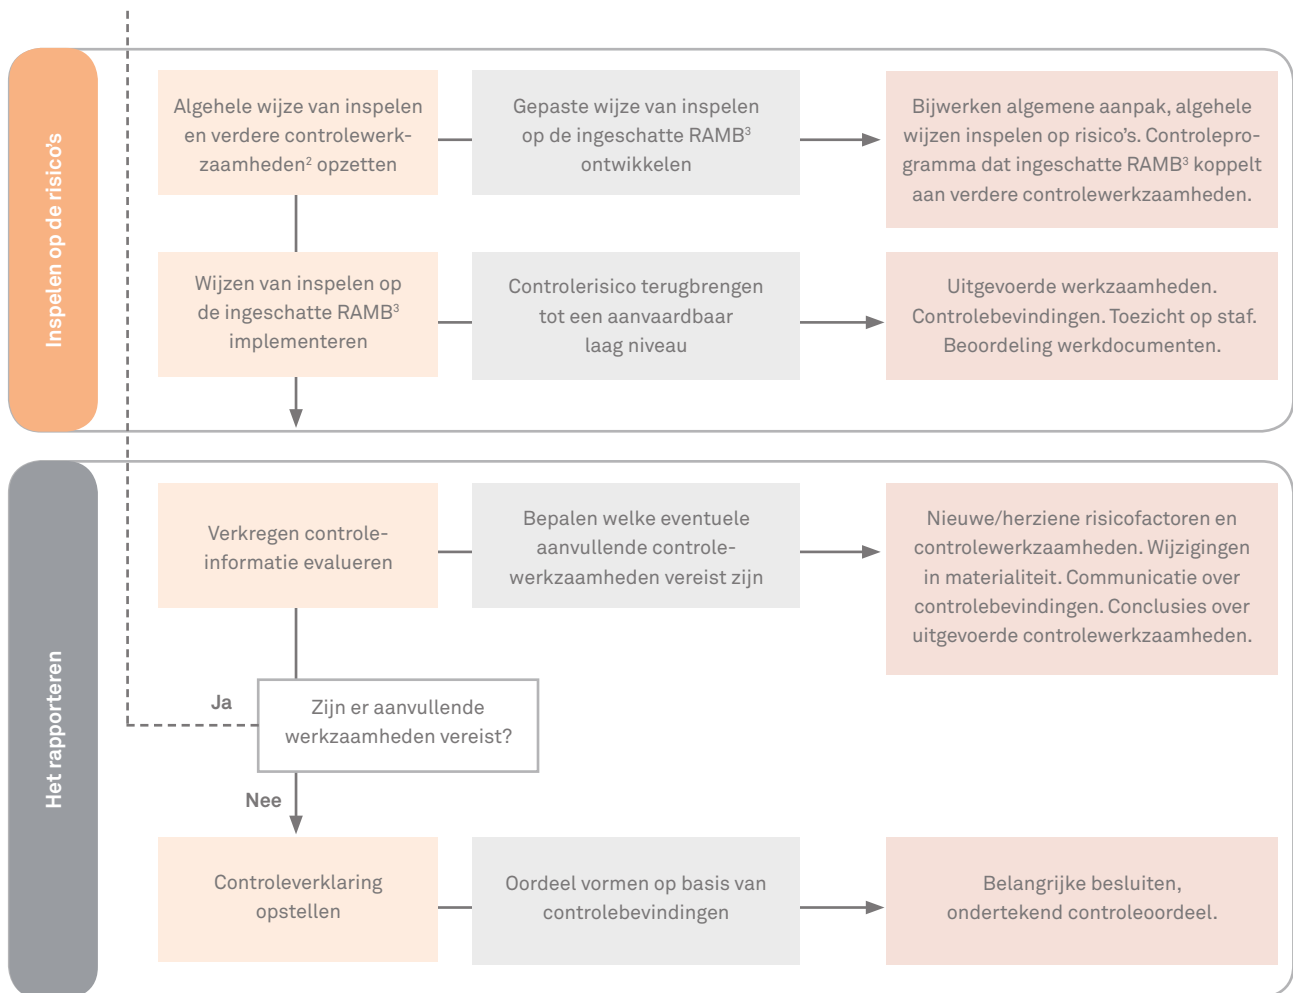 Inspelen op de risico's
Algehele wijze van inspelen
en verdere controlewerk-
zaamheden² opzetten
Gepaste wijze van inspelen
op de ingeschatte RAMB³
ontwikkelen
Bijwerken algemene aanpak, algehele
wijzen inspelen op risico's. Controlepro-
gramma dat ingeschatte RAMB³ koppelt
aan verdere controlewerkzaamheden.
Wijzen van inspelen op
de ingeschatte RAMB³
implementeren
Controlerisico terugbrengen
tot een aanvaardbaar
laag niveau
Uitgevoerde werkzaamheden.
Controlebevindingen. Toezicht op staf.
Beoordeling werkdocumenten.
Het rapporteren
Verkregen controle-
informatie evalueren
Bepalen welke eventuele
aanvullende controle-
werkzaamheden vereist zijn
Nieuwe/herziene risicofactoren en
controlewerkzaamheden. Wijzigingen
in materialiteit. Communicatie over
controlebevindingen. Conclusies over
uitgevoerde controlewerkzaamheden.
Ja
Zijn er aanvullende
werkzaamheden vereist?
Nee
Controleverklaring
opstellen
Oordeel vormen op basis van
controlebevindingen
Belangrijke besluiten,
ondertekend controleoordeel.